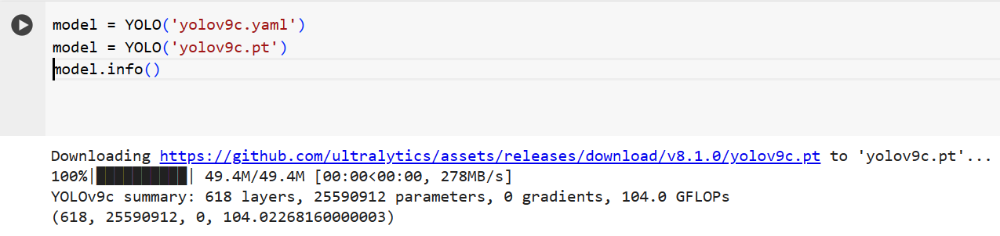 model = YOLO('yolov9c.yaml')
model = YOLO('yolov9c.pt')
model.info()
Downloading https://github.com/ultralytics/assets/releases/download/v8.1.0/yolov9c.pt to 'yolov9c.pt'...
100%|██████████| 49.4M/49.4M [00:00<00:00, 278MB/s]
YOLOv9c summary: 618 layers, 25590912 parameters, 0 gradients, 104.0 GFLOPs
(618, 25590912, 0, 104.02268160000003)